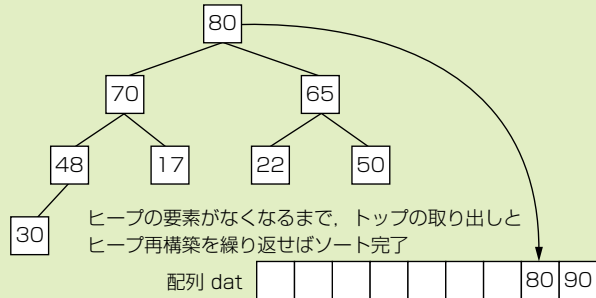 80
70 65
48 17 22 50
30
ヒープの要素がなくなるまで，トップの取り出しと
ヒープ再構築を繰り返せばソート完了
配列 dat 80 90